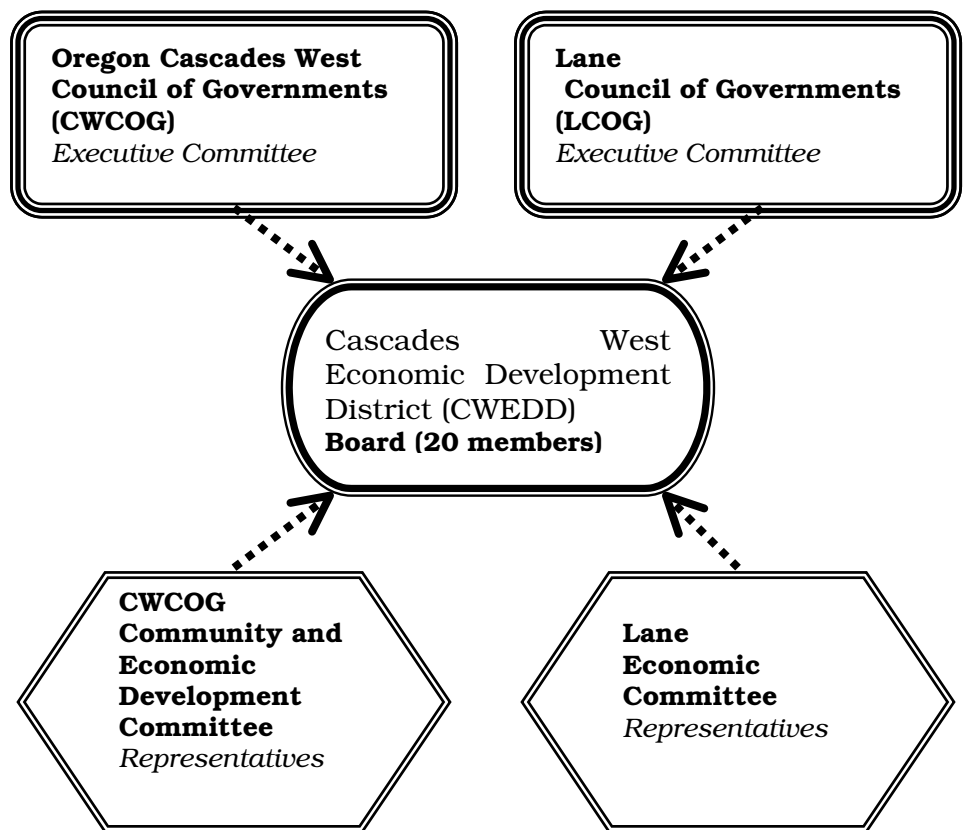 Oregon Cascades West
Council of Governments
(CWCOG)
Executive Committee
Lane
Council of Governments
(LCOG)
Executive Committee
Cascades West
Economic Development
District (CWEDD)
Board (20 members)
CWCOG
Community and
Economic
Development
Committee
Representatives
Lane
Economic
Committee
Representatives